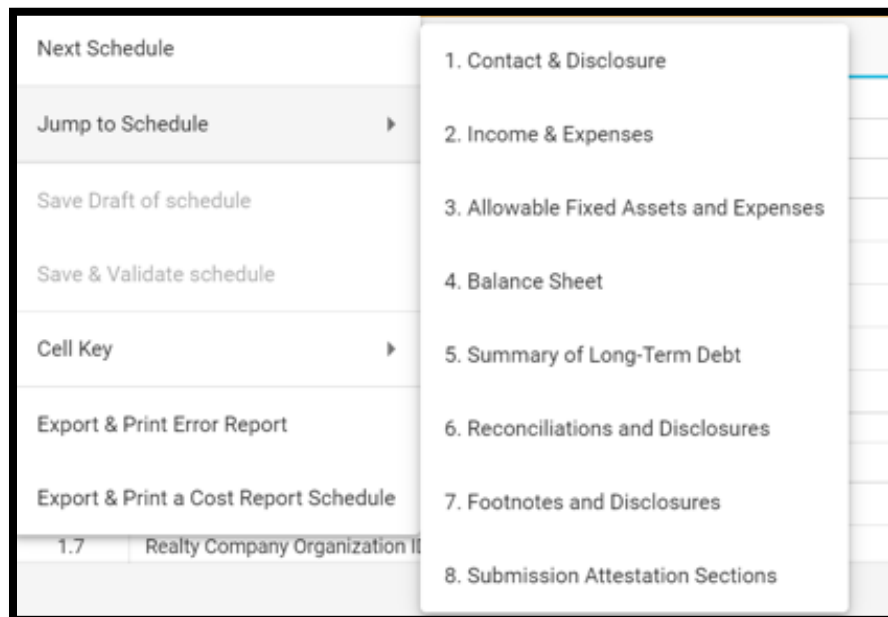 Next Schedule
Jump to Schedule
Save Draft of schedule
Save & Validate schedule
Cell Key
Export & Print Error Report
Export & Print a Cost Report Schedule
1.7 Realty Company Organization
1. Contact & Disclosure
2. Income & Expenses
3. Allowable Fixed Assets and Expenses
4. Balance Sheet
5. Summary of Long-Term Debt
6. Reconciliations and Disclosures
7. Footnotes and Disclosures
8. Submission Attestation Sections